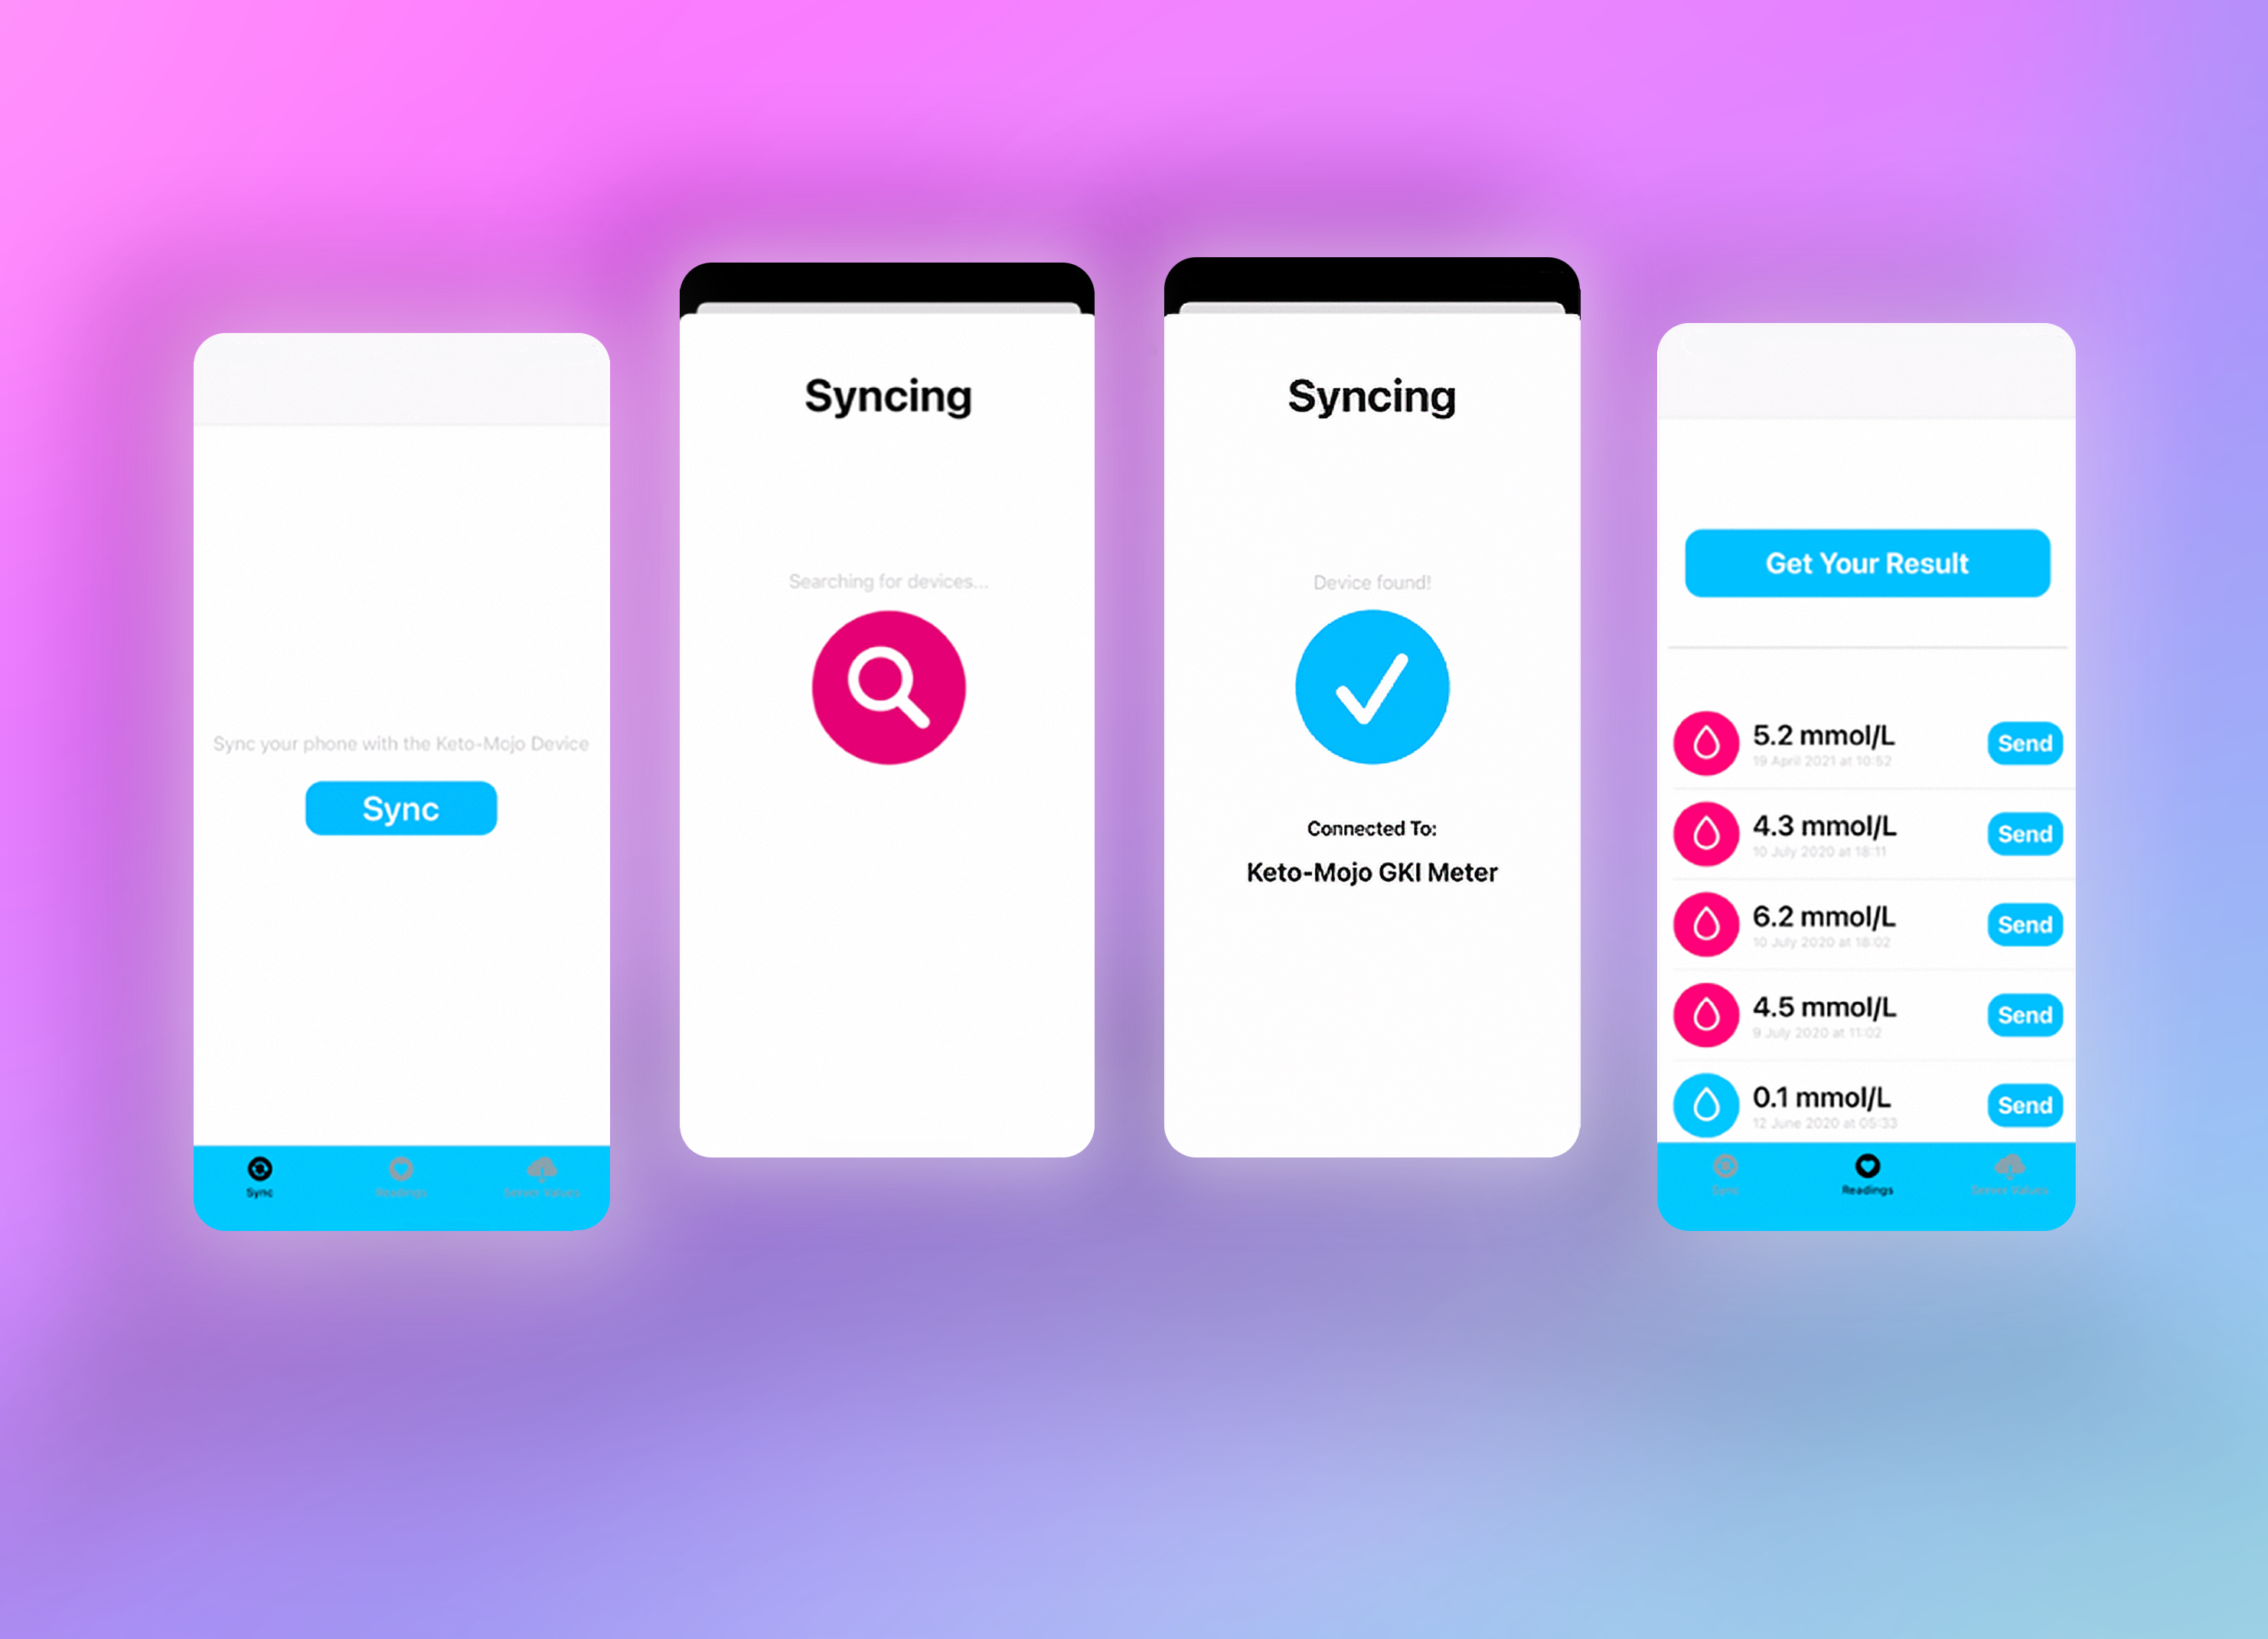 Sync your phone with the Keto-Mojo Device
Sync
Sync
Readings
Server Values
Syncing
Searching for devices...
Syncing
Device found!
Connected To:
Keto-Mojo GKI Meter
Get Your Result
5.2 mmol/L
19 April 2021 at 10:52
Send
4.3 mmol/L
10 July 2020 at 18:11
Send
6.2 mmol/L
10 July 2020 at 18:02
Send
4.5 mmol/L
9 July 2020 at 11:02
Send
0.1 mmol/L
12 June 2020 at 05:33
Send
Sync
Readings
Server Values